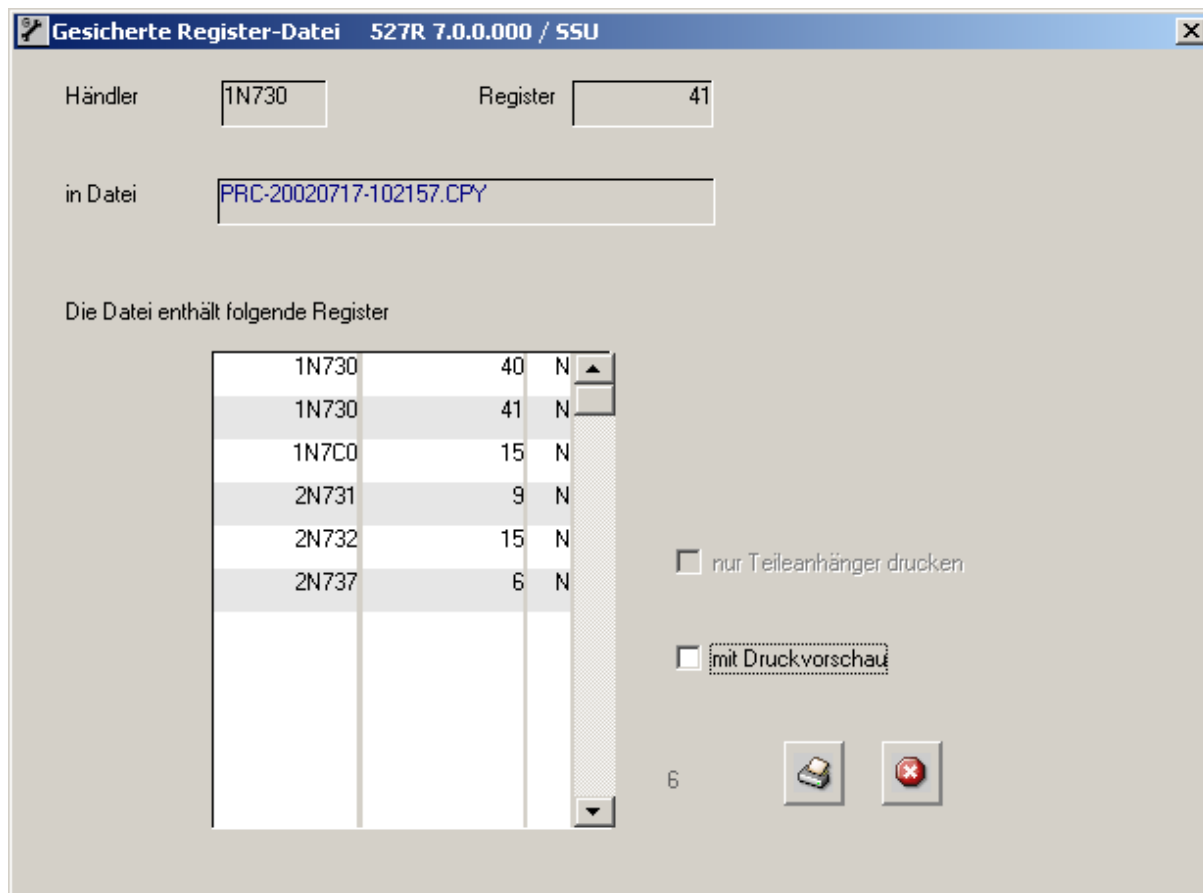 Gesicherte Register-Datei 527R 7.0.0.000 / SSU
Händler 1N730 Register 41
in Datei PRC-20020717-102157.CPY
Die Datei enthält folgende Register
1N730 40 N
1N730 41 N
1N7C0 15 N
2N731 9 N
2N732 15 N
2N737 6 N
nur Teileanhänger drucken
mit Druckvorschau
6